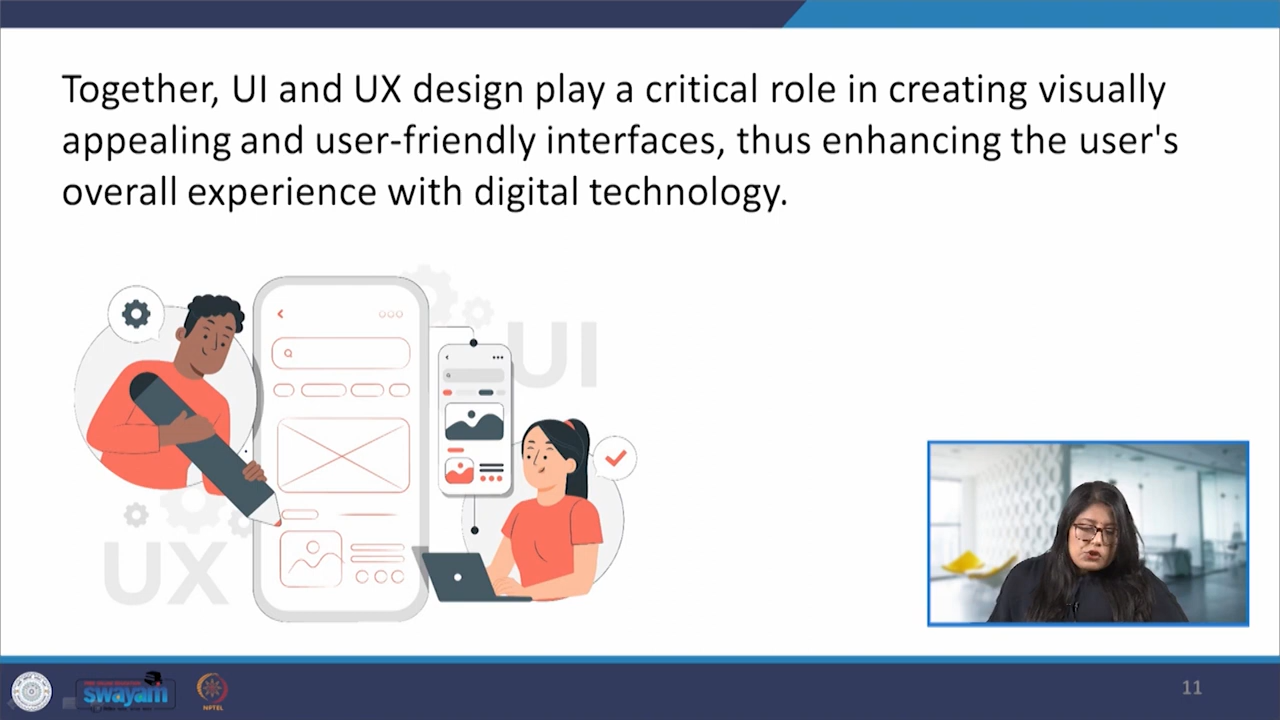 Together, UI and UX design play a critical role in creating visually
appealing and user-friendly interfaces, thus enhancing the user's
overall experience with digital technology.
UI
UX
swayam
NPTEL
11